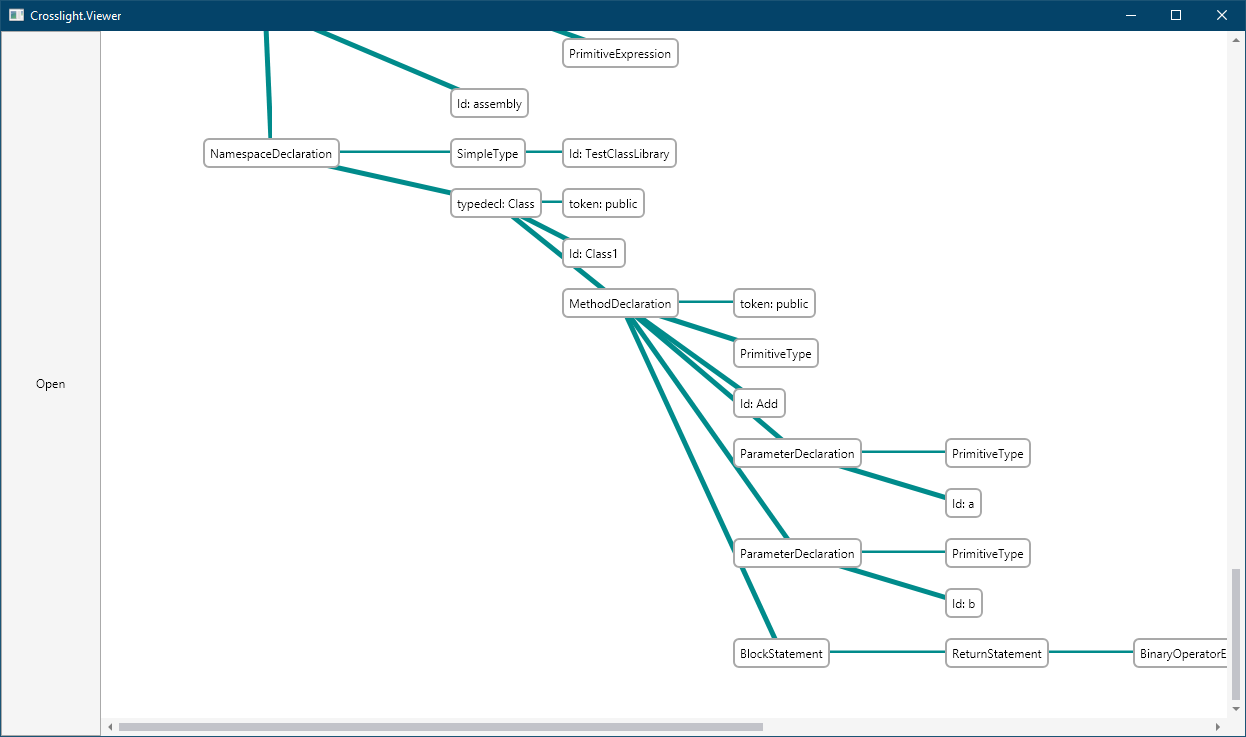 Crosslight.Viewer
PrimitiveExpression
Id: assembly
NamespaceDeclaration
SimpleType
Id: TestClassLibrary
typedecl: Class
token: public
Id: Class1
MethodDeclaration
token: public
PrimitiveType
Open
Id: Add
ParameterDeclaration
PrimitiveType
Id: a
ParameterDeclaration
PrimitiveType
Id: b
BlockStatement
ReturnStatement
BinaryOperatorE